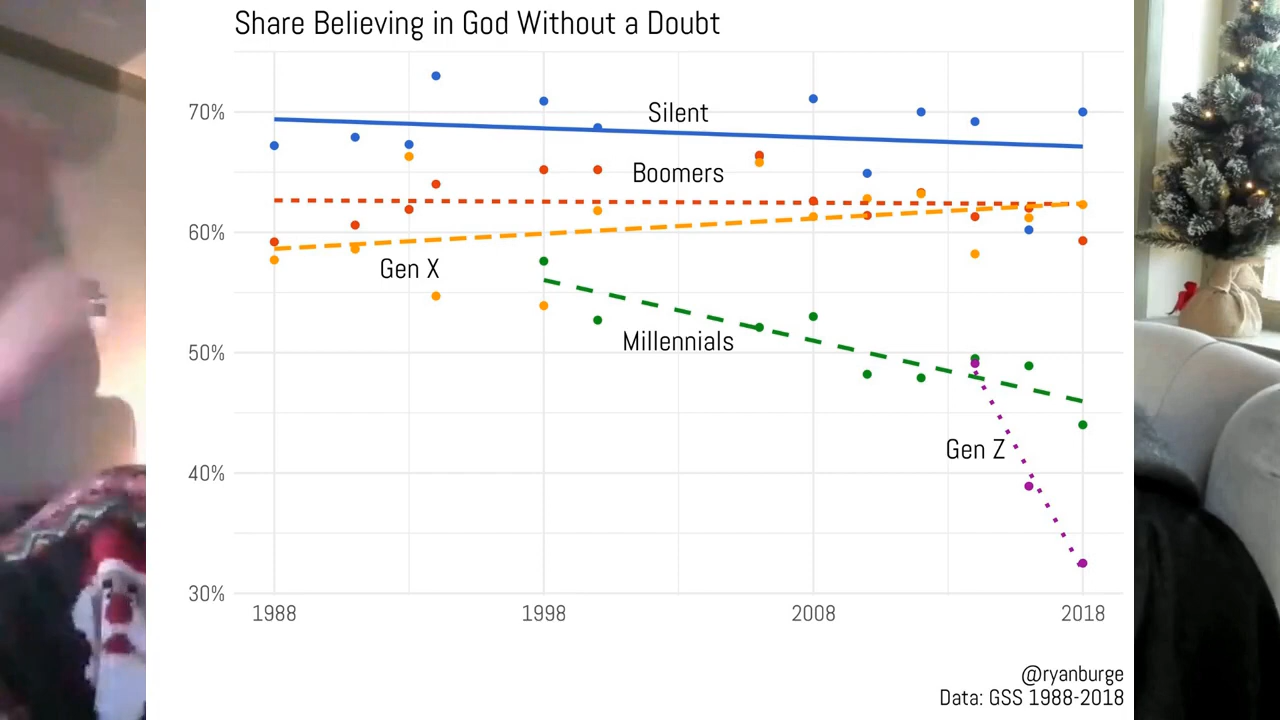 Share Believing in God Without a Doubt
70%
Silent
Boomers
60%
Gen X
Millennials
50%
Gen Z
40%
30%
1988 1998 2008 2018
@ryanburge
Data: GSS 1988-2018